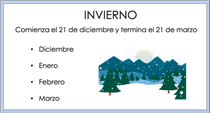 INVIERNO
Comienza el 21 de diciembre y termina el 21 de marzo
• Diciembre
• Enero
• Febrero
• Marzo